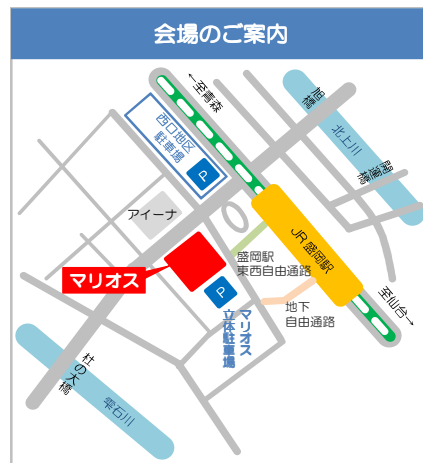 会場のご案内
←至青森
旭橋
北上川
開運橋
西口地区
駐車場
P
アイーナ
JR盛岡駅
盛岡駅
東西自由通路
マリオス
P
マリオス
立体駐車場
地下
自由通路
至仙台→
杜の大橋
雫石川